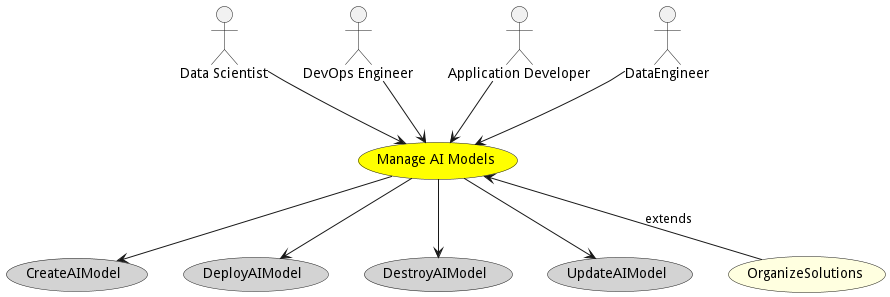 Data Scientist
DevOps Engineer
Application Developer
DataEngineer
Manage AI Models
extends
CreateAIModel
DeployAIModel
DestroyAIModel
UpdateAIModel
OrganizeSolutions